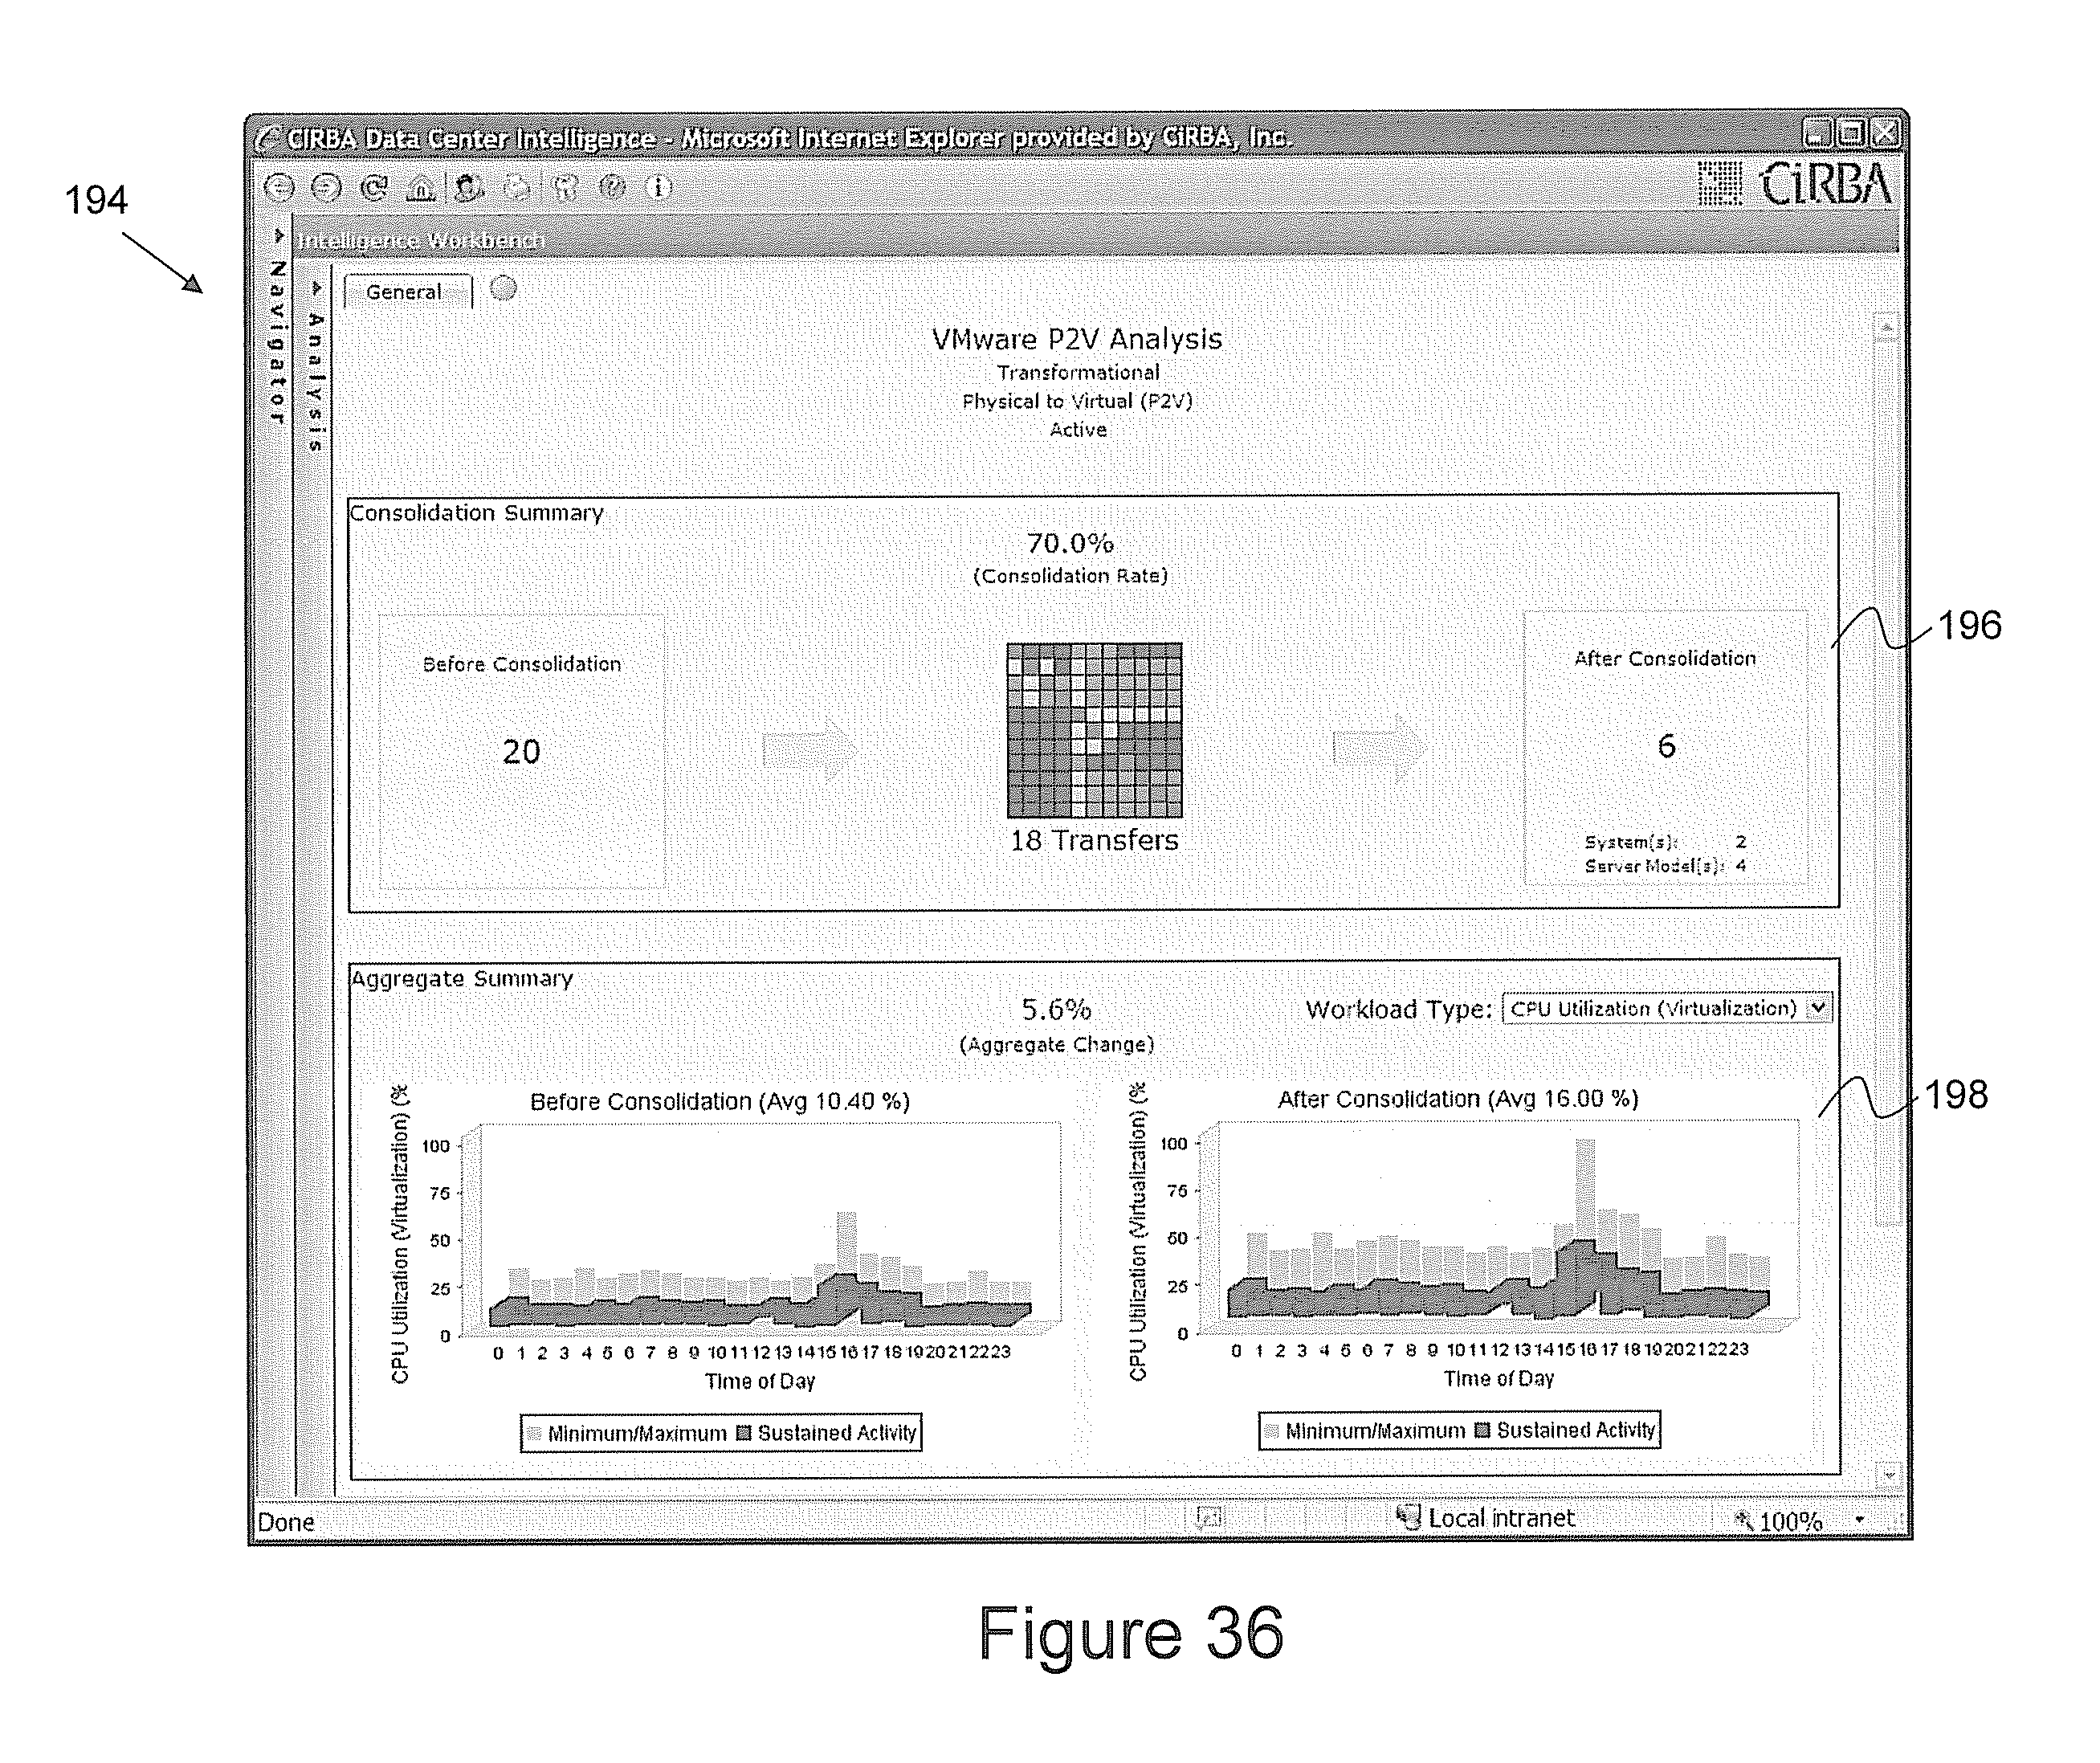 CiRBA Data Center Intelligence - Microsoft Internet Explorer provided by CiRBA, Inc.
CiRBA
194
Intelligence Workbench
Navigator
Analysis
General
VMware P2V Analysis
Transformational
Physical to Virtual (P2V)
Active
Consolidation Summary
70.0%
(Consolidation Rate)
196
Before Consolidation
20
18 Transfers
After Consolidation
6
System(s): 2
Server Model(s): 4
Aggregate Summary
5.6%
(Aggregate Change)
Workload Type: CPU Utilization (Virtualization)
198
Before Consolidation (Avg 10.40 %)
CPU Utilization (Virtualization) (%
100
75
50
25
0
0 1 2 3 4 5 6 7 8 9 10 11 12 13 14 15 16 17 18 19 20 21 22 23
Time of Day
Minimum/Maximum Sustained Activity
After Consolidation (Avg 16.00 %)
CPU Utilization (Virtualization) (%
100
75
50
25
0
0 1 2 3 4 5 6 7 8 9 10 11 12 13 14 15 16 17 18 19 20 21 22 23
Time of Day
Minimum/Maximum Sustained Activity
Done
Local intranet
100%
Figure 36